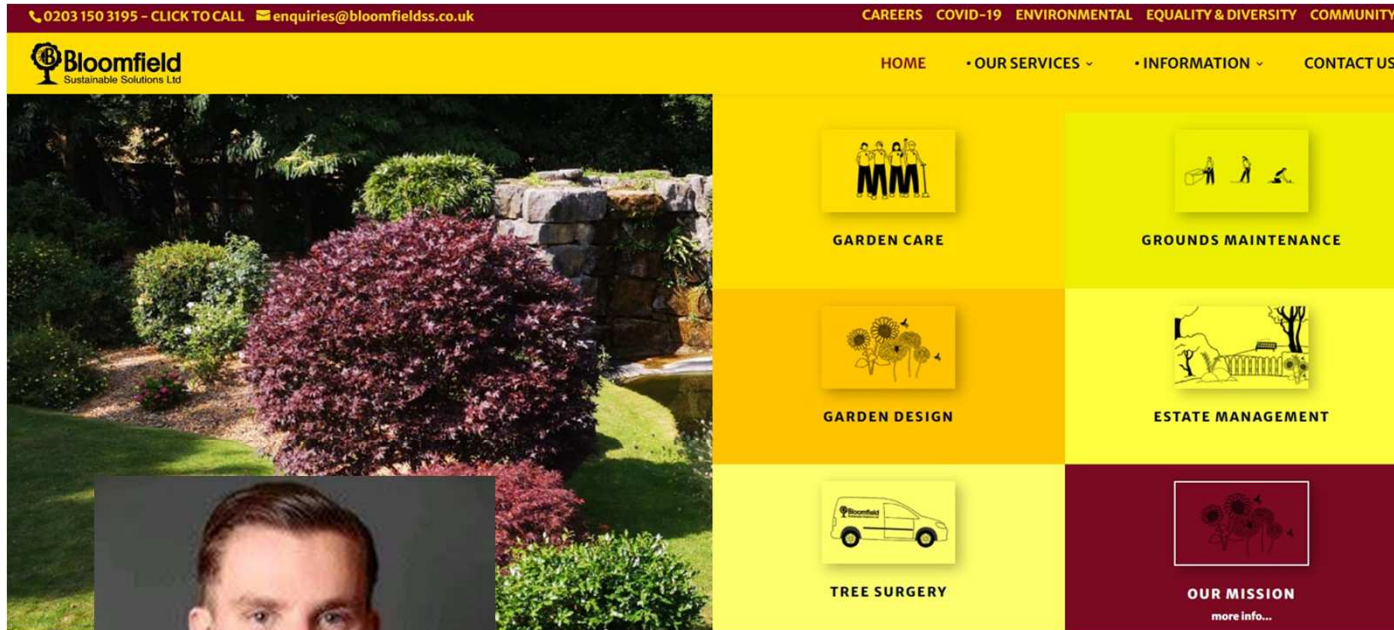 0203 150 3195 – CLICK TO CALL enquiries@bloomfieldss.co.uk CAREERS COVID-19 ENVIRONMENTAL EQUALITY & DIVERSITY COMMUNITY
Bloomfield
Sustainable Solutions Ltd
HOME • OUR SERVICES • INFORMATION CONTACT US
GARDEN CARE
GROUNDS MAINTENANCE
GARDEN DESIGN
ESTATE MANAGEMENT
Bloomfield
TREE SURGERY
OUR MISSION
more info...